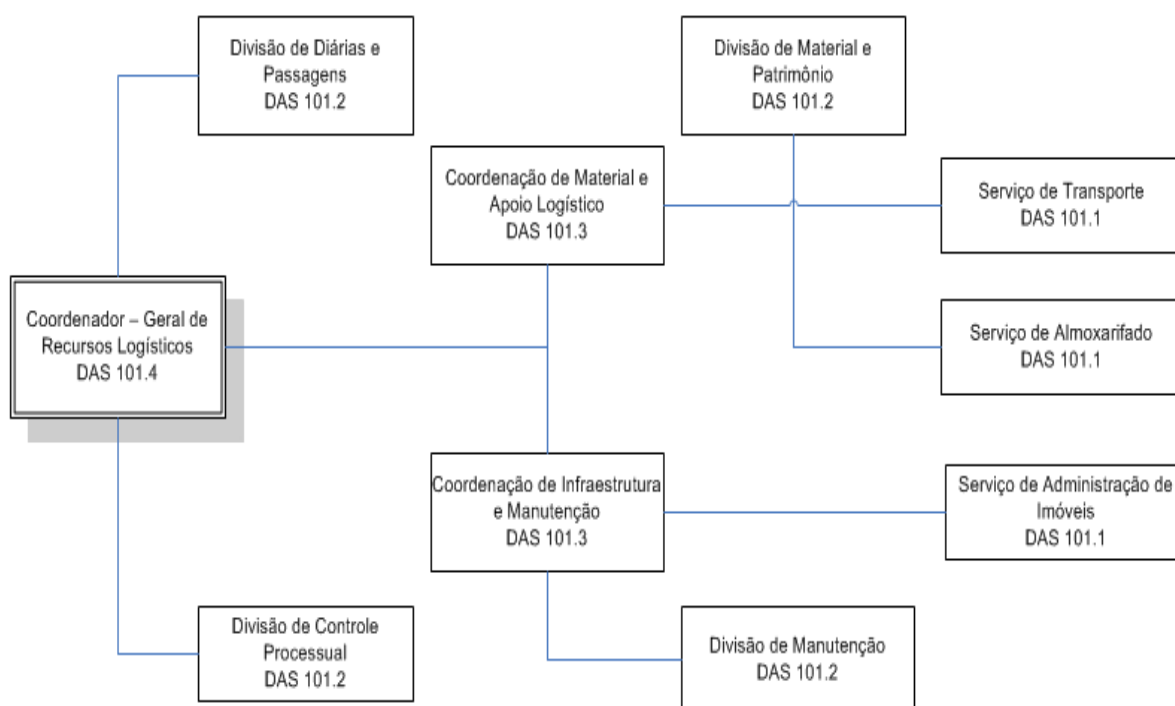 Divisão de Diárias e
Passagens
DAS 101.2
Divisão de Material e
Patrimônio
DAS 101.2
Coordenação de Material e
Apoio Logístico
DAS 101.3
Serviço de Transporte
DAS 101.1
Coordenador – Geral de
Recursos Logísticos
DAS 101.4
Serviço de Almoxarifado
DAS 101.1
Coordenação de Infraestrutura
e Manutenção
DAS 101.3
Serviço de Administração de
Imóveis
DAS 101.1
Divisão de Controle
Processual
DAS 101.2
Divisão de Manutenção
DAS 101.2